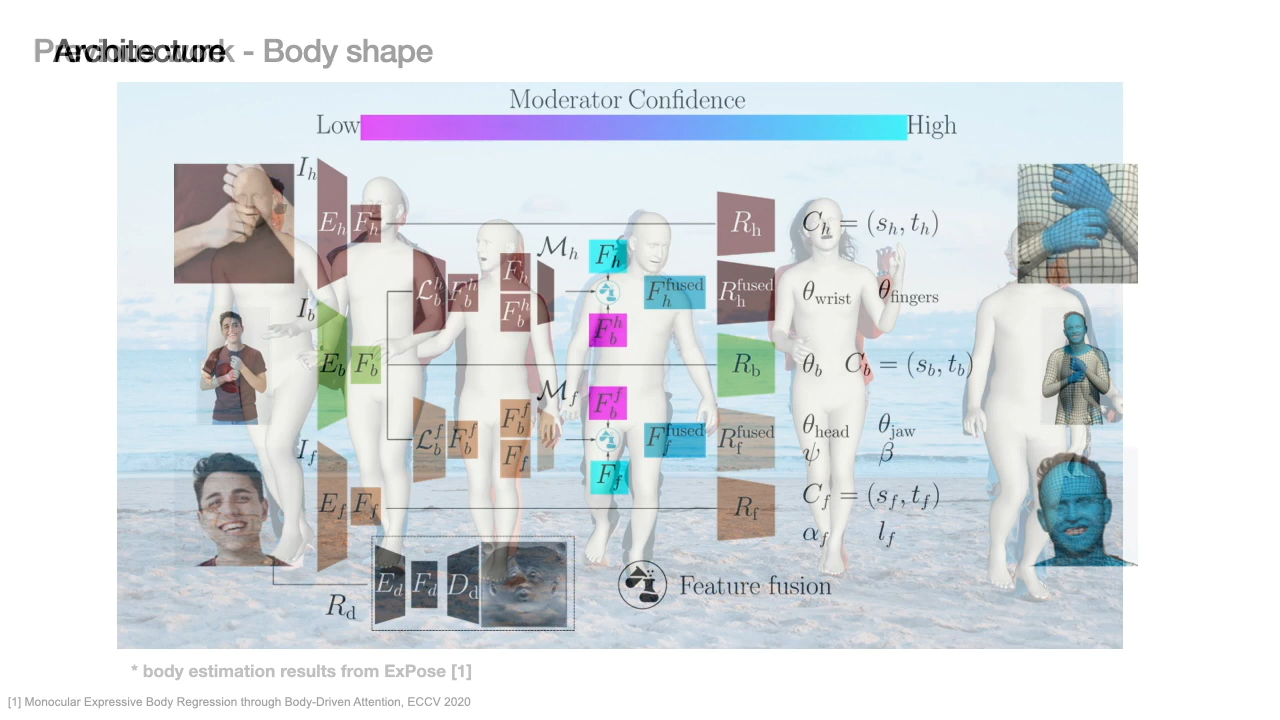 Previous work - Body shape
Architecture
Moderator Confidence
Low High
I_h
E_h F_h R_h C_h = (s_h, t_h)
M_h F_h
L_b^h F_b^h F_h F_b^h F_h^fused R_h^fused θ_wrist θ_fingers
F_b^h
I_b
E_b F_b R_b θ_b C_b = (s_b, t_b)
M_f F_b^f
L_b^f F_b^f F_b^f F_f F_f^fused R_f^fused θ_head θ_jaw
ψ β
F_f
I_f
E_f F_f R_f C_f = (s_f, t_f)
α_f l_f
E_d F_d D_d Feature fusion
R_d
* body estimation results from ExPose [1]
[1] Monocular Expressive Body Regression through Body-Driven Attention, ECCV 2020